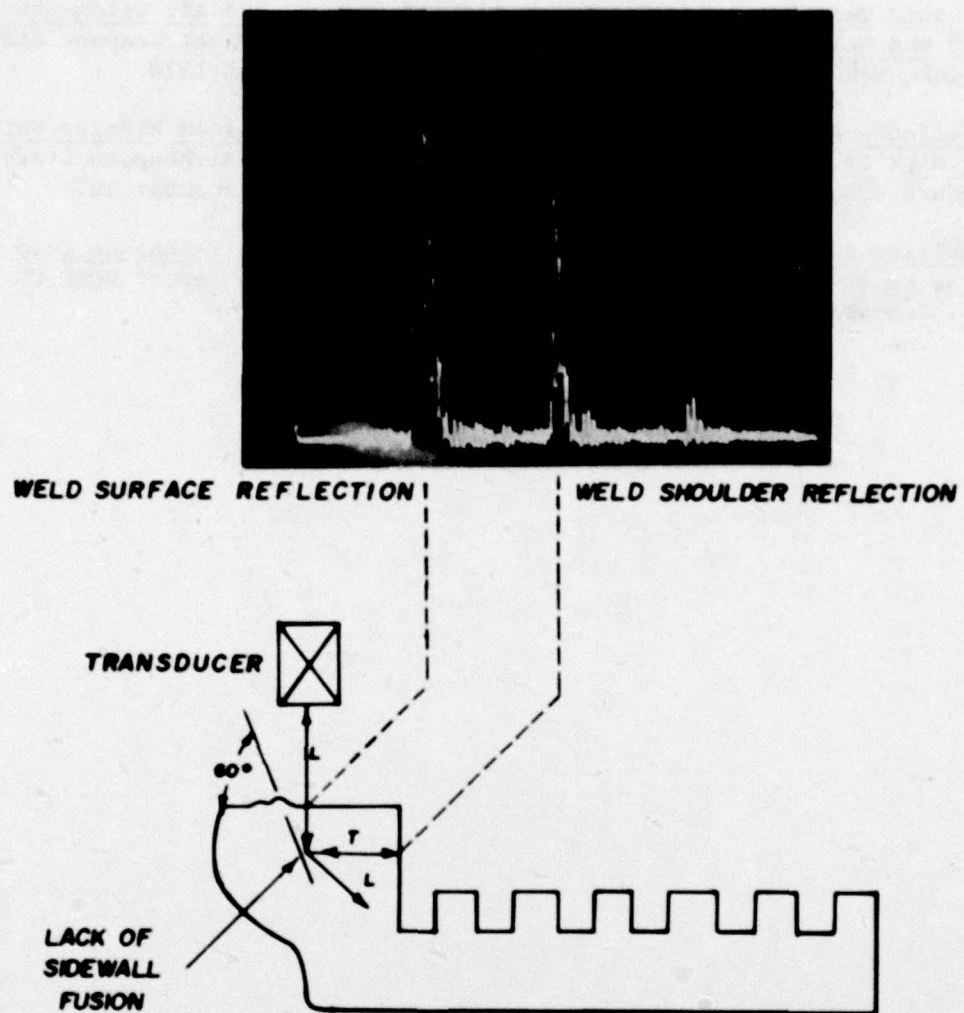 WELD SURFACE REFLECTION
WELD SHOULDER REFLECTION
TRANSDUCER
L
60°
T
L
LACK OF
SIDEWALL
FUSION